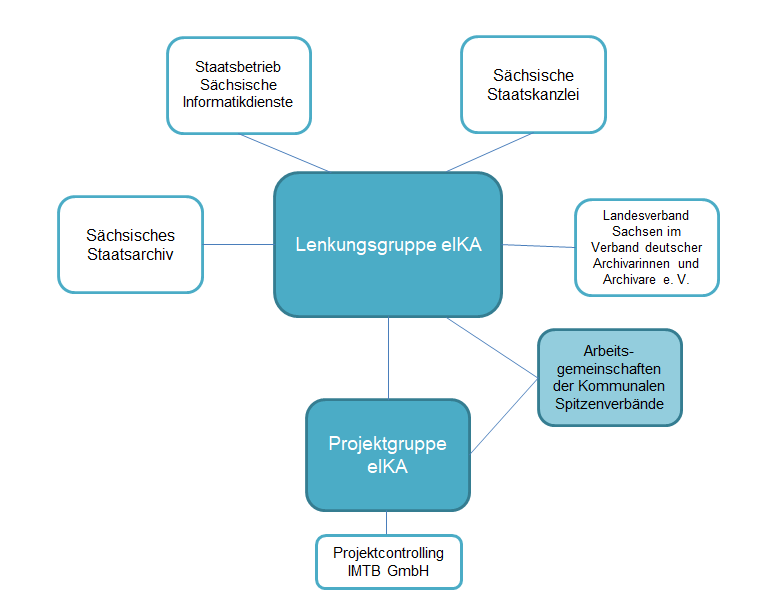 Staatsbetrieb
Sächsische
Informatikdienste
Sächsische
Staatskanzlei
Sächsisches
Staatsarchiv
Lenkungsgruppe elKA
Landesverband
Sachsen im
Verband deutscher
Archivarinnen und
Archivare e. V.
Arbeits-
gemeinschaften
der Kommunalen
Spitzenverbände
Projektgruppe
elKA
Projektcontrolling
IMTB GmbH